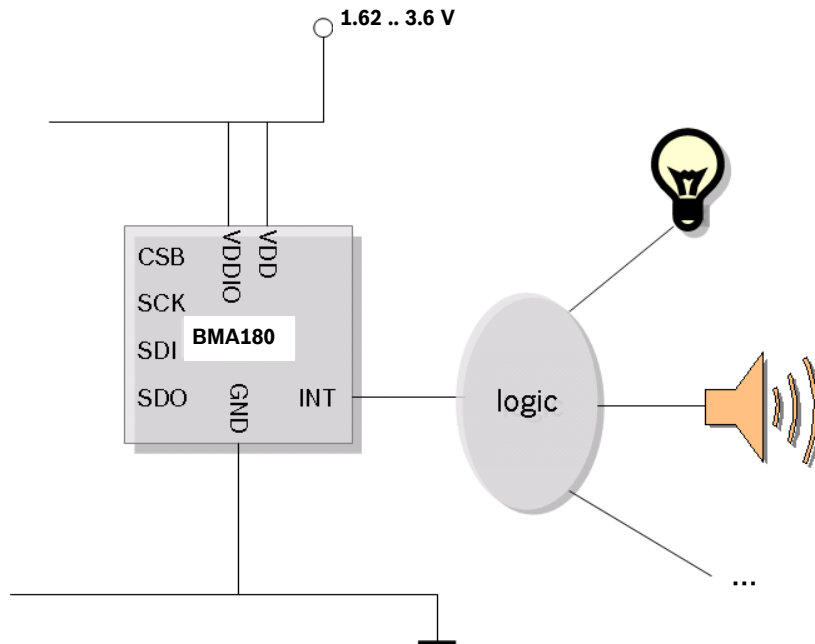 1.62 .. 3.6 V
VDDIO
VDD
CSB
SCK
BMA180
SDI
SDO
GND
INT
logic
...